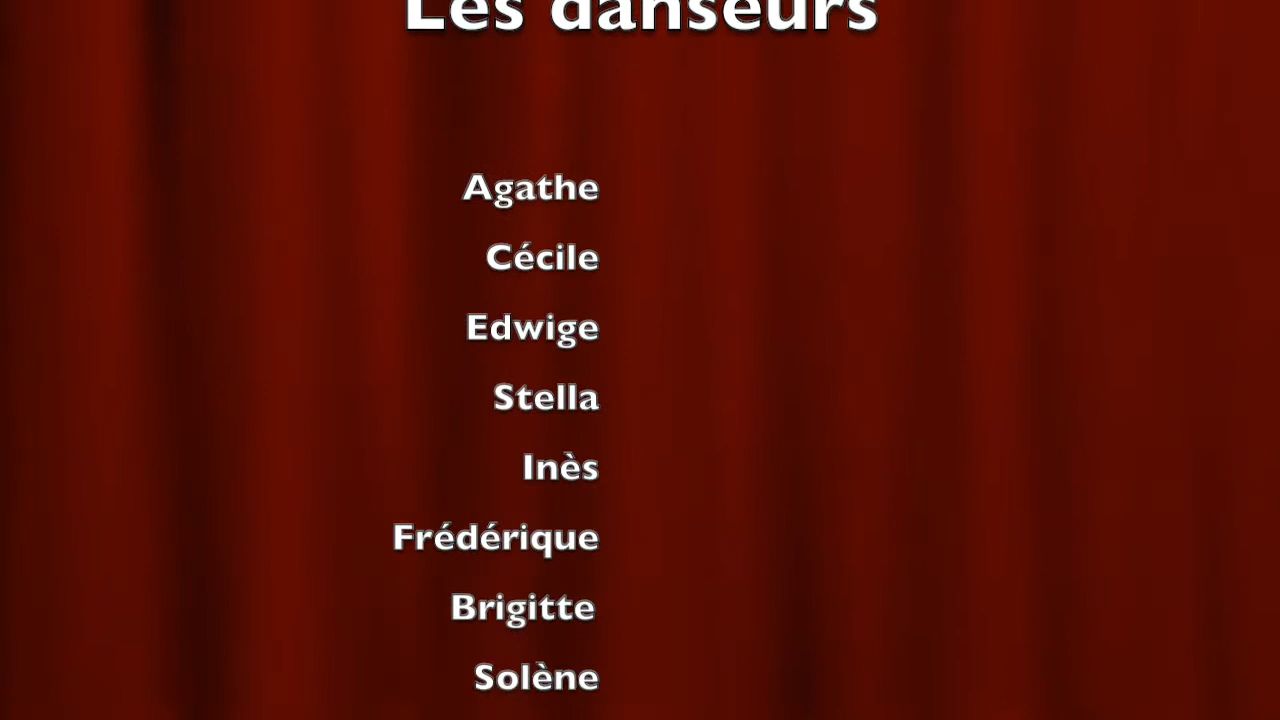 Les danseurs
Agathe
Cécile
Edwige
Stella
Inès
Frédérique
Brigitte
Solène